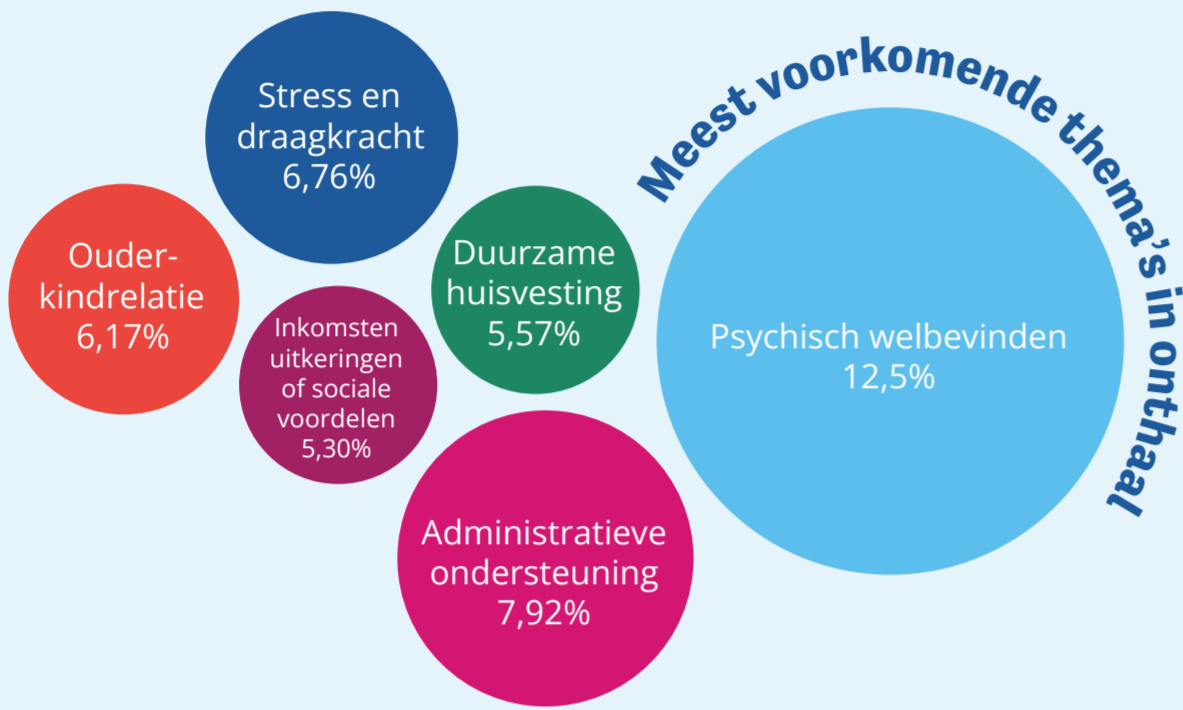 Meest voorkomende thema's in onthaal
Stress en
draagkracht
6,76%
Ouder-
kindrelatie
6,17%
Duurzame
huisvesting
5,57%
Inkomsten
uitkeringen
of sociale
voordelen
5,30%
Psychisch welbevinden
12,5%
Administratieve
ondersteuning
7,92%